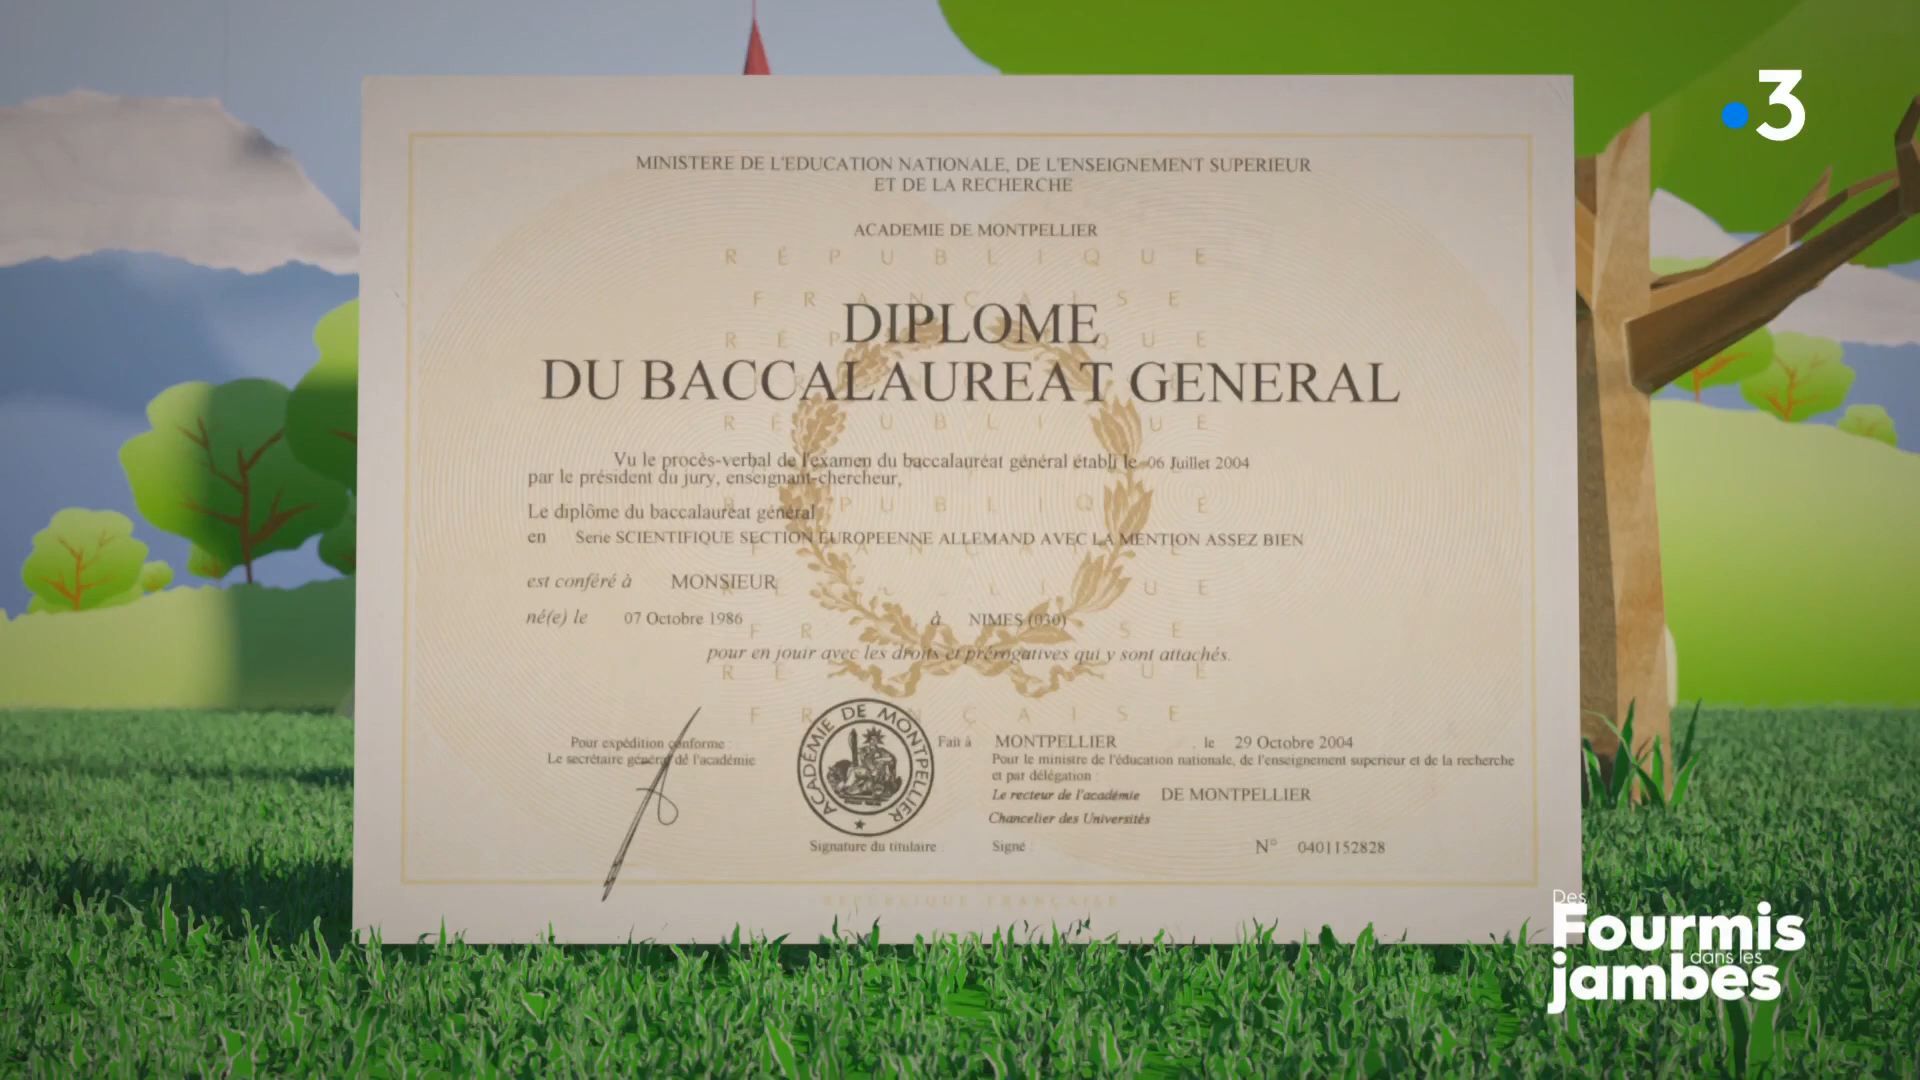 3
MINISTERE DE L'EDUCATION NATIONALE, DE L'ENSEIGNEMENT SUPERIEUR
ET DE LA RECHERCHE
ACADEMIE DE MONTPELLIER
RÉPUBLIQUE
FRANÇAISE
DIPLOME
DU BACCALAUREAT GENERAL
Vu le procès-verbal de l'examen du baccalauréat général établi le 06 Juillet 2004
par le président du jury, enseignant-chercheur,
Le diplôme du baccalauréat général
en Serie SCIENTIFIQUE SECTION EUROPEENNE ALLEMAND AVEC LA MENTION ASSEZ BIEN
est conféré à MONSIEUR
né(e) le 07 Octobre 1986 à NIMES (030)
pour en jouir avec les droits et prérogatives qui y sont attachés.
Pour expédition conforme :
Le secrétaire général de l'académie
ACADÉMIE DE MONTPELLIER
Signature du titulaire :
Fait à MONTPELLIER , le 29 Octobre 2004
Pour le ministre de l'éducation nationale, de l'enseignement superieur et de la recherche
et par délégation :
Le recteur de l'académie DE MONTPELLIER
Chancelier des Universités
Signé : N° 0401152828
REPUBLIQUE FRANÇAISE
Des
Fourmis
dans les
jambes